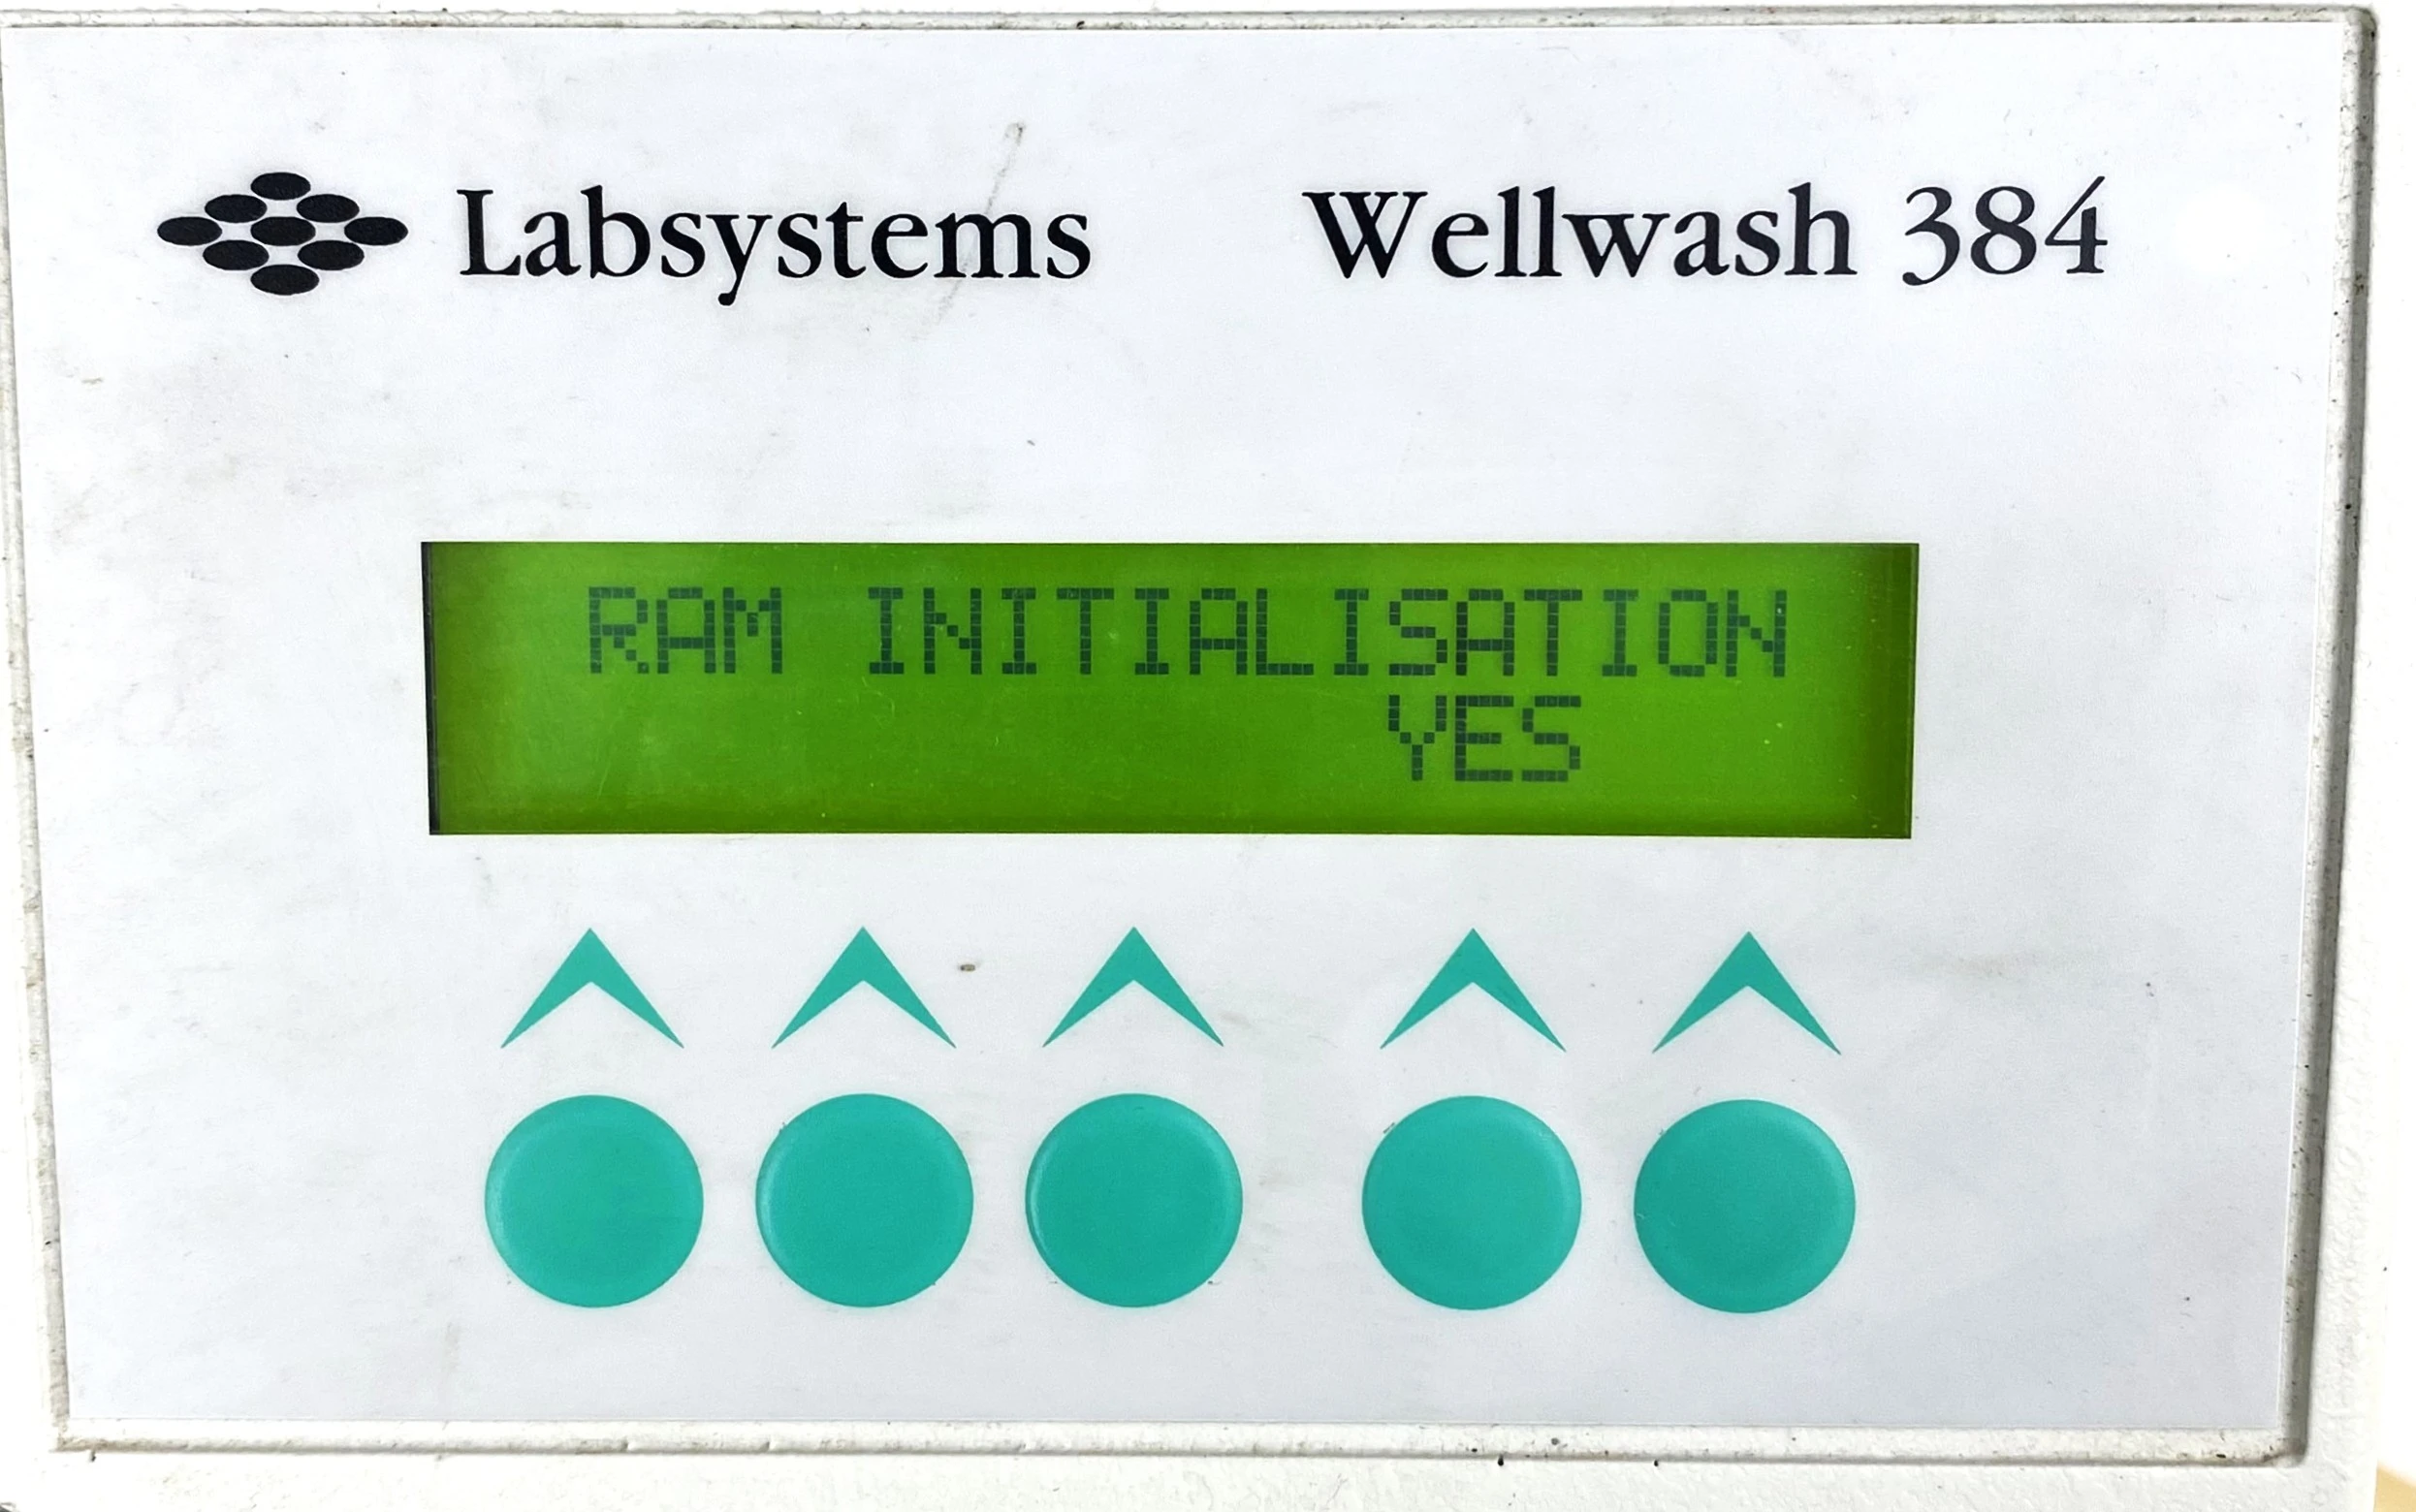 Labsystems Wellwash 384
RAM INITIALISATION
YES